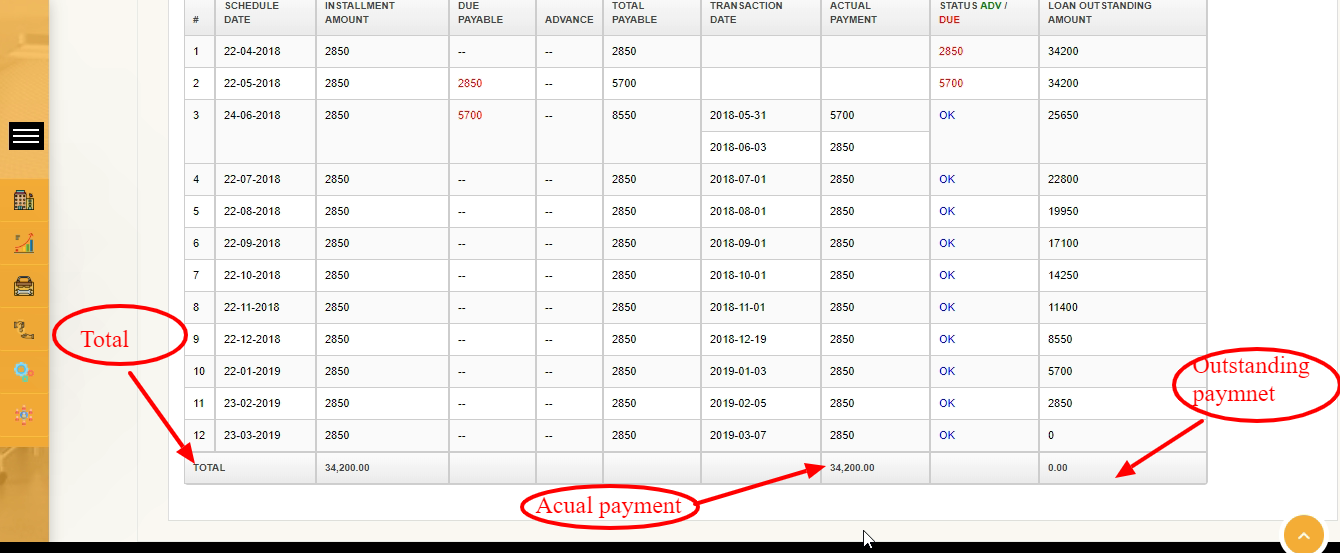 # SCHEDULE DATE INSTALLMENT AMOUNT DUE PAYABLE ADVANCE TOTAL PAYABLE TRANSACTION DATE ACTUAL PAYMENT STATUS ADV / DUE LOAN OUTSTANDING AMOUNT
1 22-04-2018 2850 -- -- 2850 2850 34200
2 22-05-2018 2850 2850 -- 5700 5700 34200
3 24-06-2018 2850 5700 -- 8550 2018-05-31 5700 OK 25650
2018-06-03 2850
4 22-07-2018 2850 -- -- 2850 2018-07-01 2850 OK 22800
5 22-08-2018 2850 -- -- 2850 2018-08-01 2850 OK 19950
6 22-09-2018 2850 -- -- 2850 2018-09-01 2850 OK 17100
7 22-10-2018 2850 -- -- 2850 2018-10-01 2850 OK 14250
8 22-11-2018 2850 -- -- 2850 2018-11-01 2850 OK 11400
9 22-12-2018 2850 -- -- 2850 2018-12-19 2850 OK 8550
10 22-01-2019 2850 -- -- 2850 2019-01-03 2850 OK 5700
11 23-02-2019 2850 -- -- 2850 2019-02-05 2850 OK 2850
12 23-03-2019 2850 -- -- 2850 2019-03-07 2850 OK 0
TOTAL 34,200.00 34,200.00 0.00
Total
Outstanding
paymnet
Acual payment